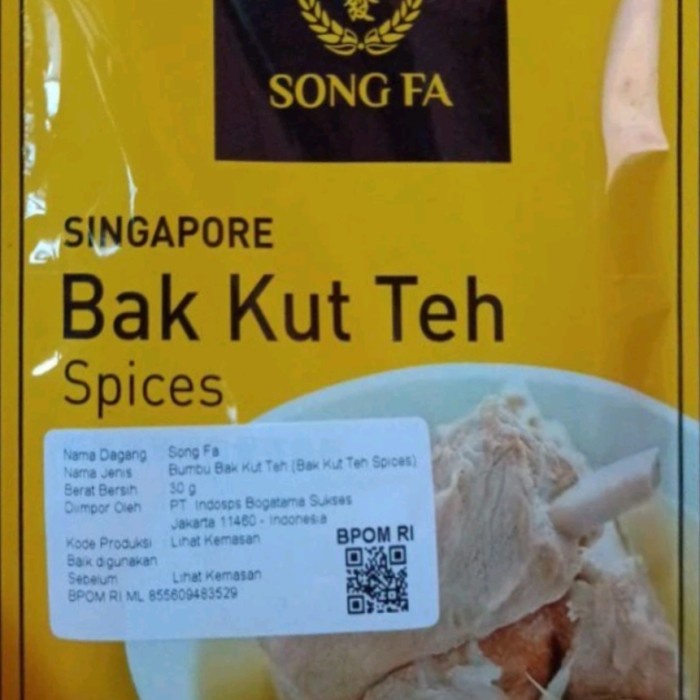 發
SONG FA
SINGAPORE
Bak Kut Teh
Spices
Nama Dagang Song Fa
Nama Jenis Bumbu Bak Kut Teh (Bak Kut Teh Spices)
Berat Bersih 30 g
Diimpor Oleh PT. Indosps Bogatama Sukses
Jakarta 11460 - Indonesia
Kode Produksi Lihat Kemasan
Baik digunakan
Sebelum Lihat Kemasan
BPOM RI ML 855609483529
BPOM RI